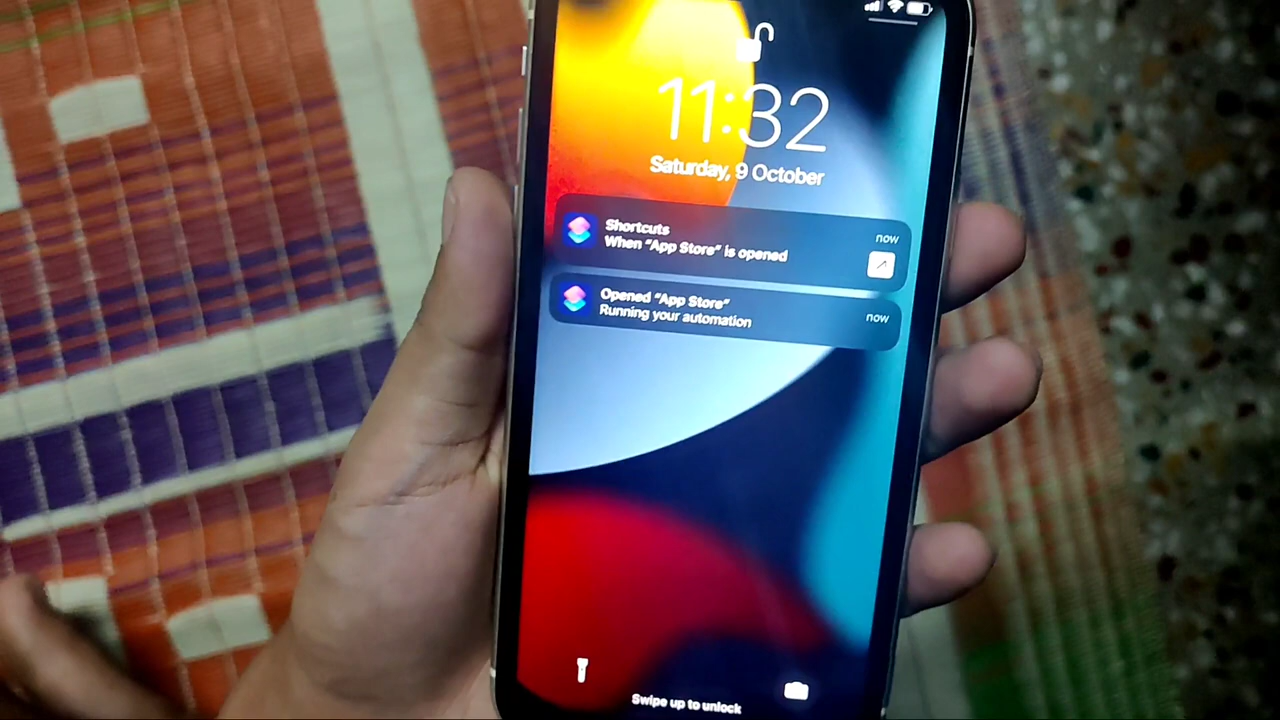 11:32
Saturday, 9 October
Shortcuts
now
When "App Store" is opened
Opened "App Store"
now
Running your automation
Swipe up to unlock